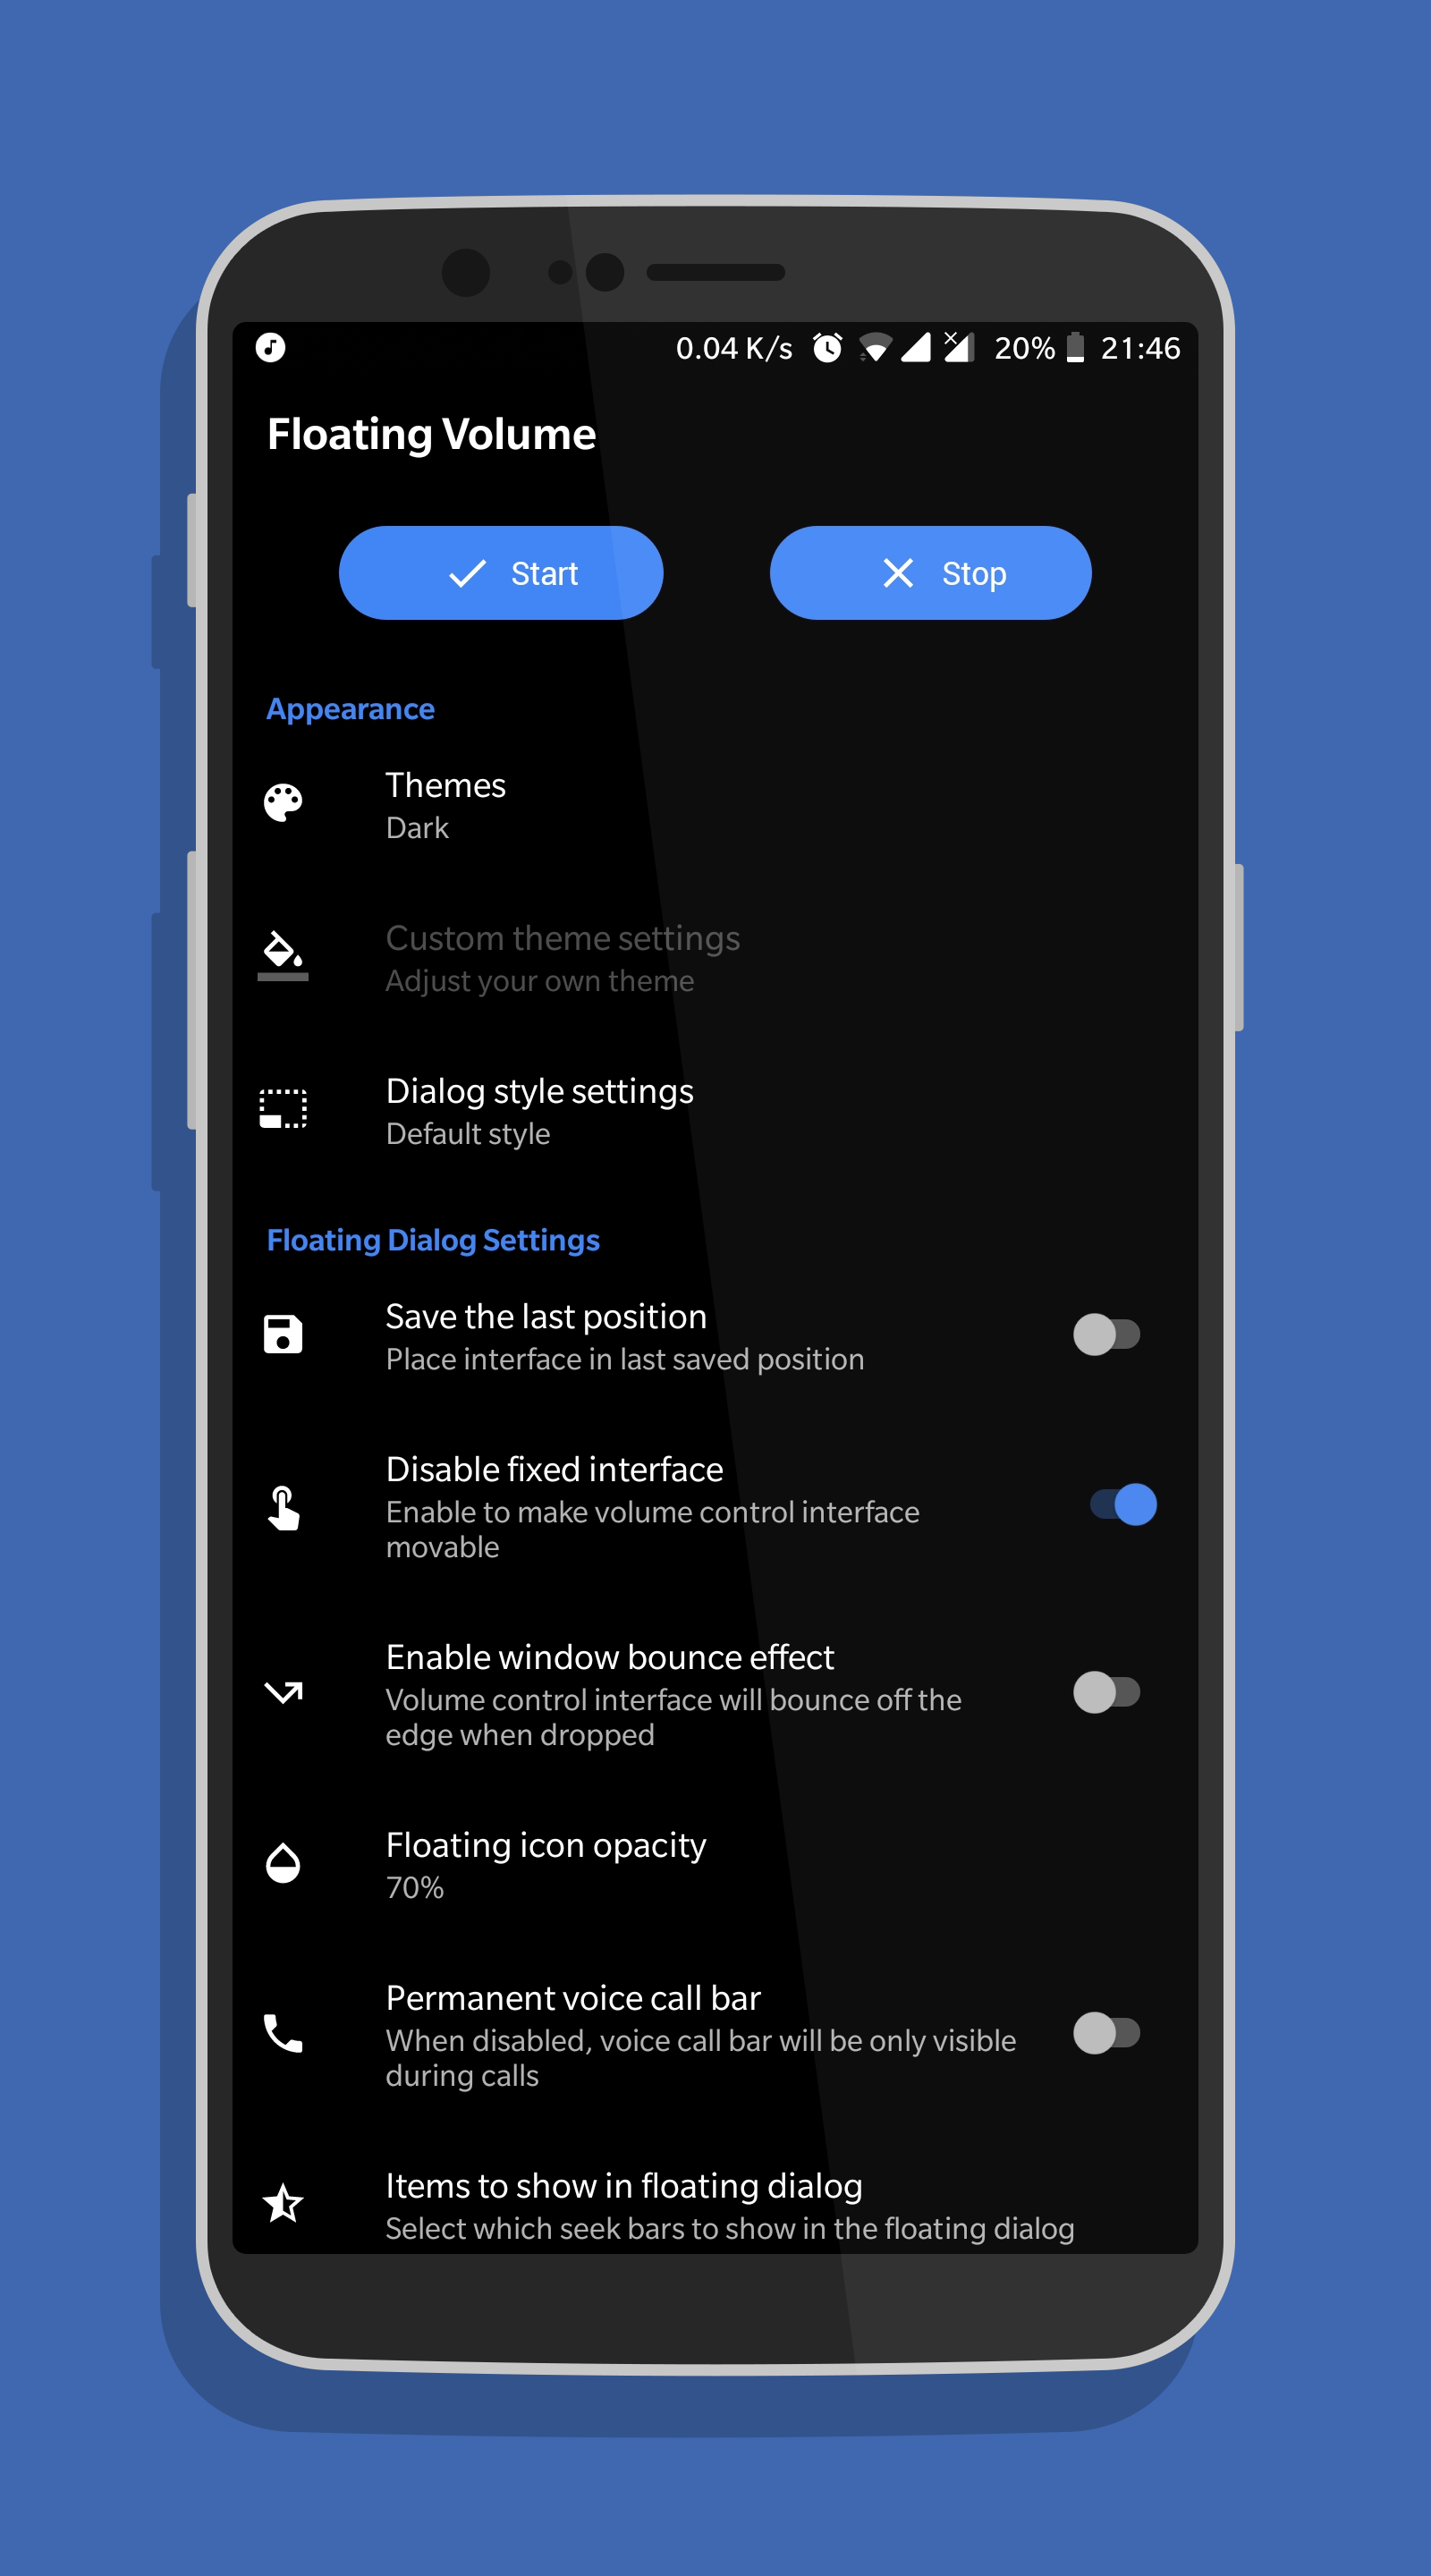 0.04 K/s 20% 21:46
Floating Volume
Start Stop
Appearance
Themes
Dark
Custom theme settings
Adjust your own theme
Dialog style settings
Default style
Floating Dialog Settings
Save the last position
Place interface in last saved position
Disable fixed interface
Enable to make volume control interface
movable
Enable window bounce effect
Volume control interface will bounce off the
edge when dropped
Floating icon opacity
70%
Permanent voice call bar
When disabled, voice call bar will be only visible
during calls
Items to show in floating dialog
Select which seek bars to show in the floating dialog